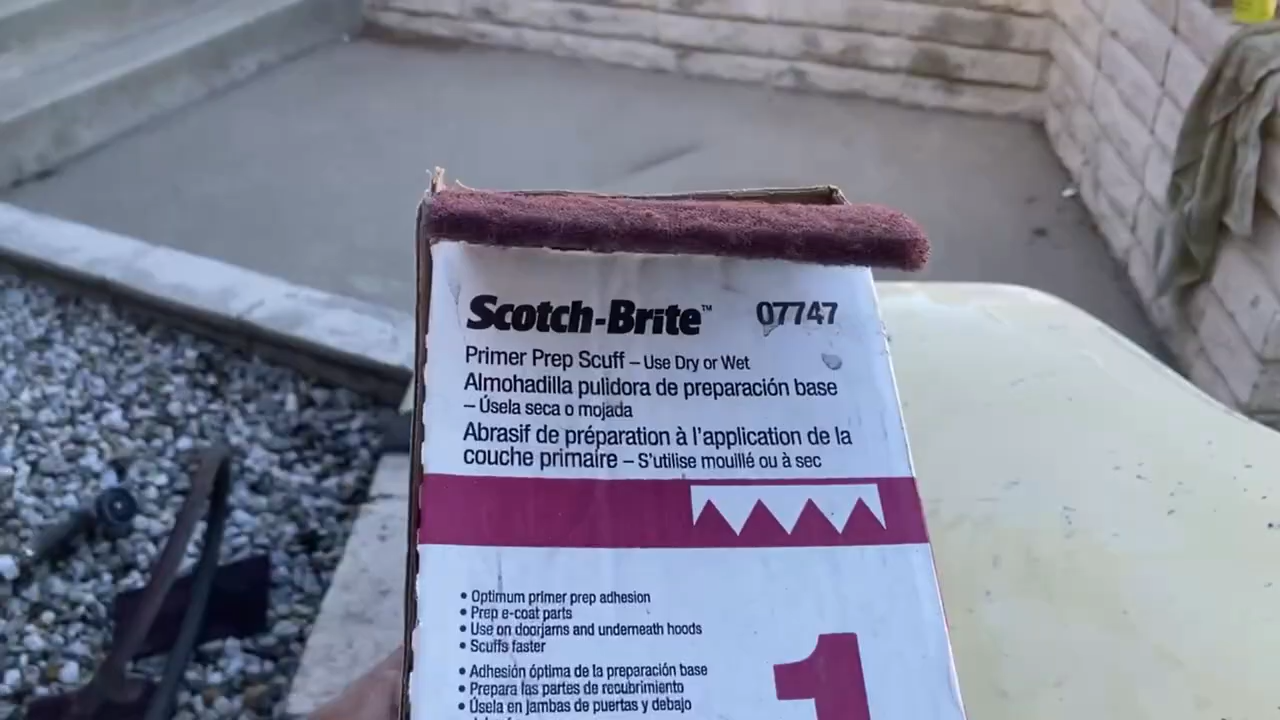 Scotch-Brite™ 07747
Primer Prep Scuff – Use Dry or Wet
Almohadilla pulidora de preparación base
– Úsela seca o mojada
Abrasif de préparation à l'application de la
couche primaire – S'utilise mouillé ou à sec
• Optimum primer prep adhesion
• Prep e-coat parts
• Use on doorjams and underneath hoods
• Scuffs faster
• Adhesión óptima de la preparación base
• Prepara las partes de recubrimiento
• Úsela en jambas de puertas y debajo
1